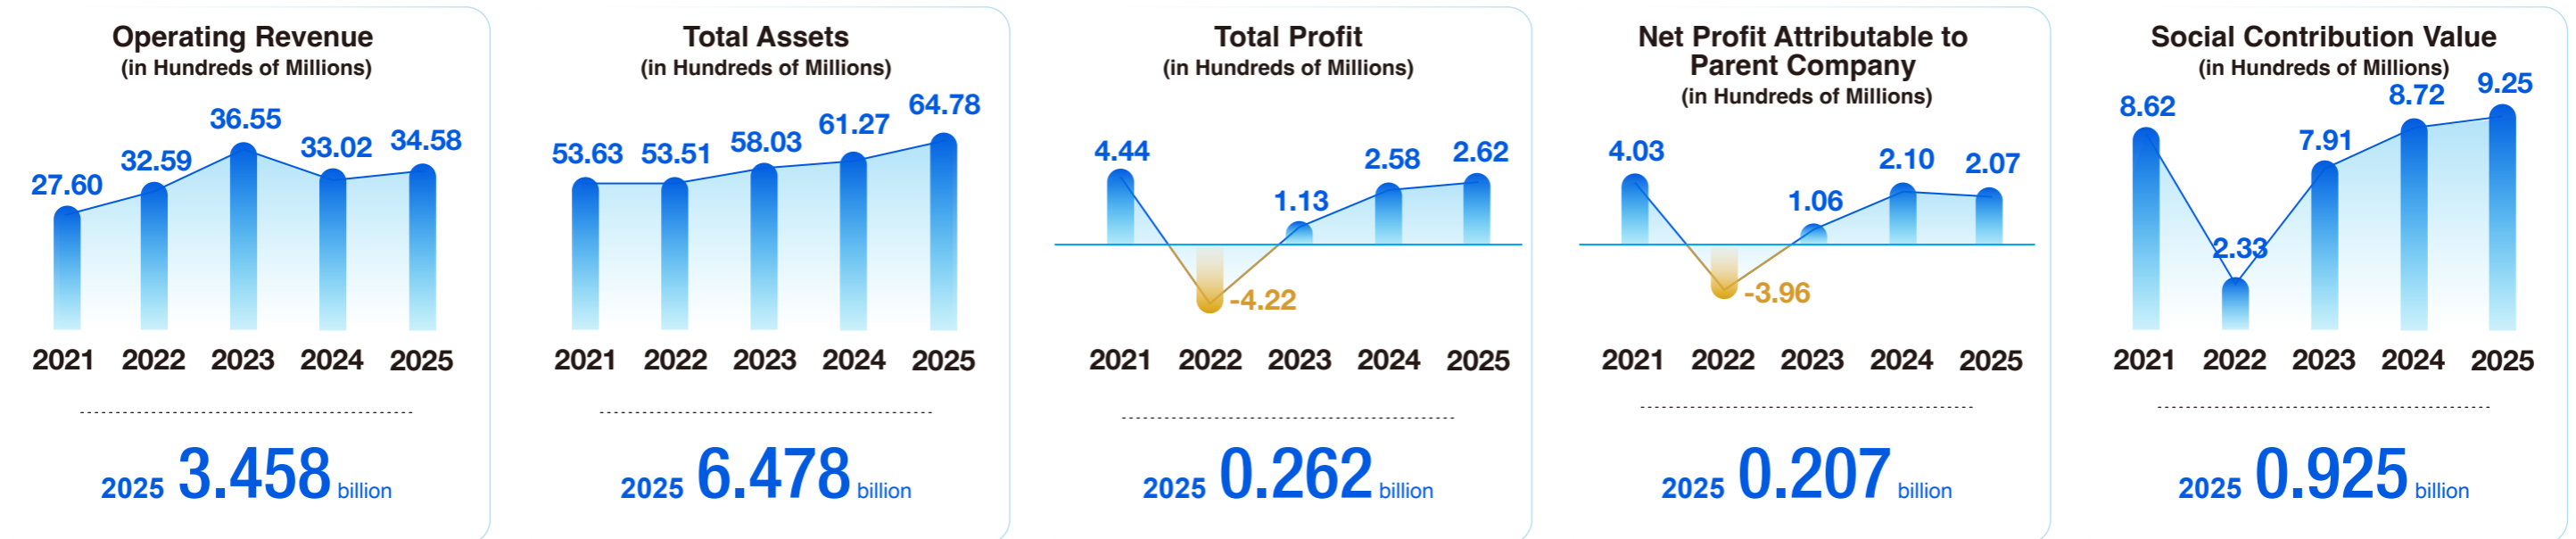 Operating Revenue
(in Hundreds of Millions)
27.60
32.59
36.55
33.02
34.58
2021 2022 2023 2024 2025
2025 3.458 billion
Total Assets
(in Hundreds of Millions)
53.63
53.51
58.03
61.27
64.78
2021 2022 2023 2024 2025
2025 6.478 billion
Total Profit
(in Hundreds of Millions)
4.44
-4.22
1.13
2.58
2.62
2021 2022 2023 2024 2025
2025 0.262 billion
Net Profit Attributable to
Parent Company
(in Hundreds of Millions)
4.03
-3.96
1.06
2.10
2.07
2021 2022 2023 2024 2025
2025 0.207 billion
Social Contribution Value
(in Hundreds of Millions)
8.62
2.33
7.91
8.72
9.25
2021 2022 2023 2024 2025
2025 0.925 billion